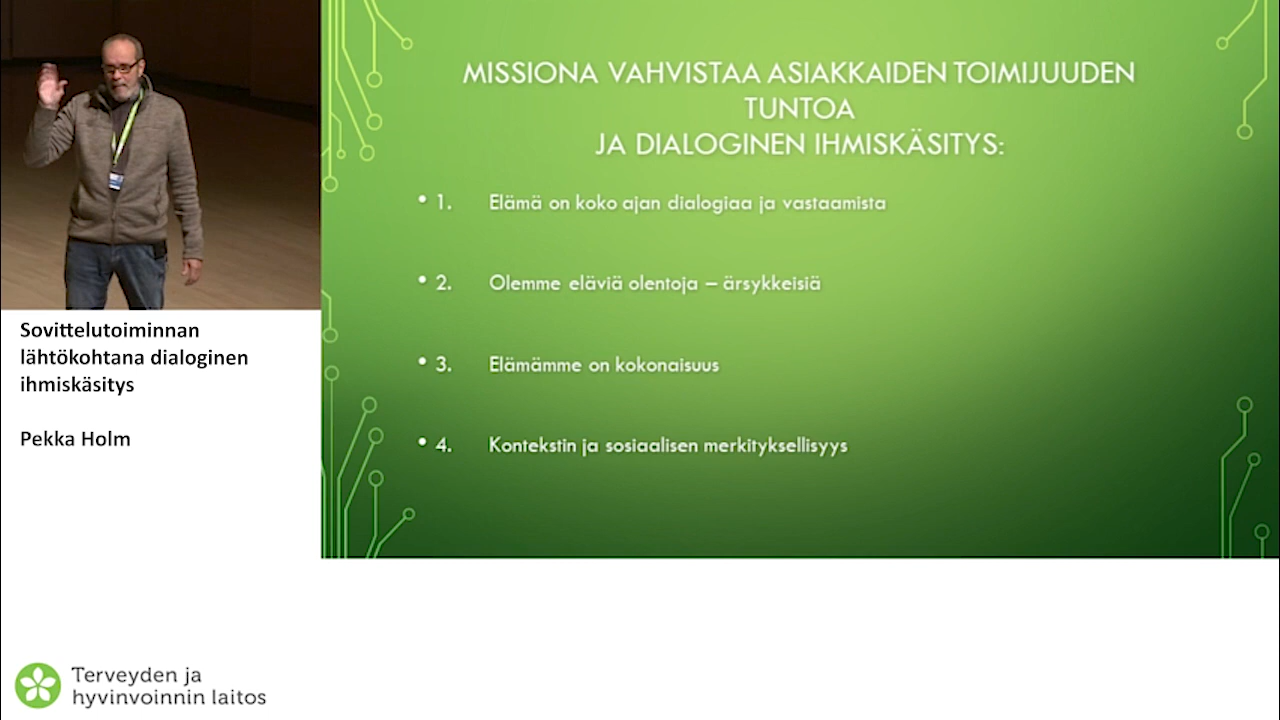 MISSIONA VAHVISTAA ASIAKKAIDEN TOIMIJUUDEN
TUNTOA
JA DIALOGINEN IHMISKÄSITYS:
• 1. Elämä on koko ajan dialogiaa ja vastaamista
• 2. Olemme eläviä olentoja – ärsykkeisiä
• 3. Elämämme on kokonaisuus
• 4. Kontekstin ja sosiaalisen merkityksellisyys
Sovittelutoiminnan
lähtökohtana dialoginen
ihmiskäsitys
Pekka Holm
Terveyden ja
hyvinvoinnin laitos